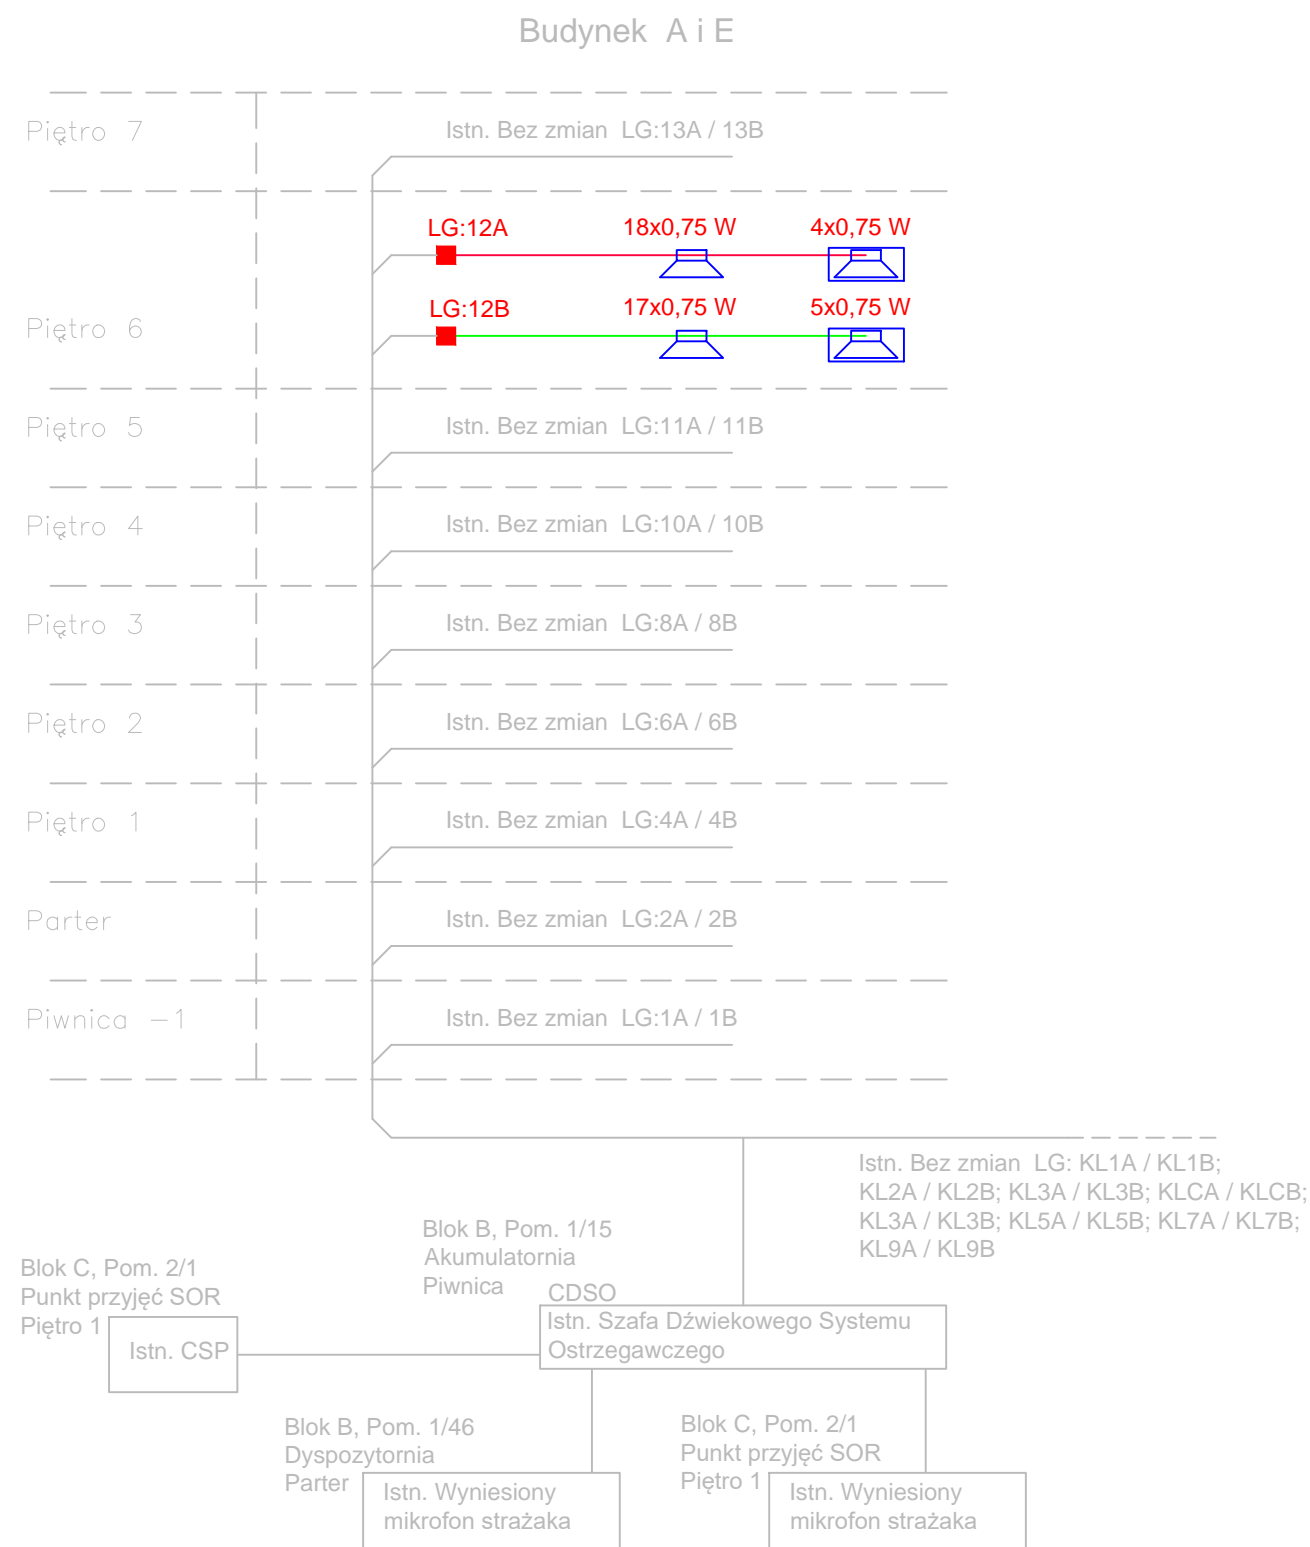 Budynek A i E
Piętro 7
Istn. Bez zmian LG:13A / 13B
LG:12A
18x0,75 W
4x0,75 W
Piętro 6
LG:12B
17x0,75 W
5x0,75 W
Piętro 5
Istn. Bez zmian LG:11A / 11B
Piętro 4
Istn. Bez zmian LG:10A / 10B
Piętro 3
Istn. Bez zmian LG:8A / 8B
Piętro 2
Istn. Bez zmian LG:6A / 6B
Piętro 1
Istn. Bez zmian LG:4A / 4B
Parter
Istn. Bez zmian LG:2A / 2B
Piwnica -1
Istn. Bez zmian LG:1A / 1B
Istn. Bez zmian LG: KL1A / KL1B;
KL2A / KL2B; KL3A / KL3B; KLCA / KLCB;
KL3A / KL3B; KL5A / KL5B; KL7A / KL7B;
KL9A / KL9B
Blok B, Pom. 1/15
Akumulatornia
Piwnica
CDSO
Istn. Szafa Dźwiekowego Systemu
Ostrzegawczego
Blok C, Pom. 2/1
Punkt przyjęć SOR
Piętro 1
Istn. CSP
Blok B, Pom. 1/46
Dyspozytornia
Parter
Istn. Wyniesiony
mikrofon strażaka
Blok C, Pom. 2/1
Punkt przyjęć SOR
Piętro 1
Istn. Wyniesiony
mikrofon strażaka